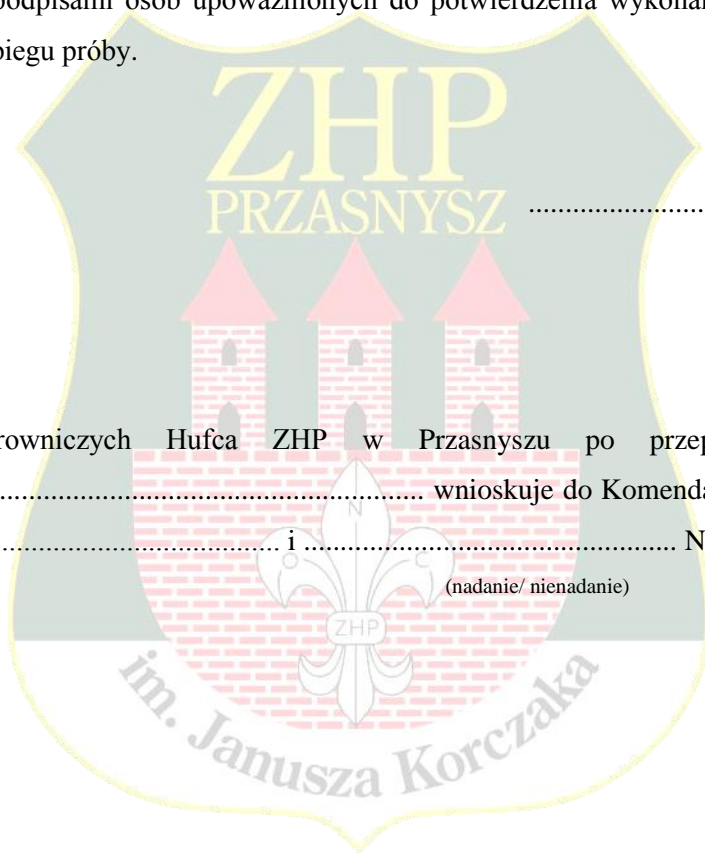 podpisami osób upoważnionych do potwierdzenia wykonan
biegu próby.
ZHP
PRZASNYSZ
.......................
rowniczych Hufca ZHP w Przasnyszu po przep
......................................................... wnioskuje do Komenda
...................................... i .................................................. N
(nadanie/ nienadanie)
N
O C
ZHP
im. Janusza Korczaka